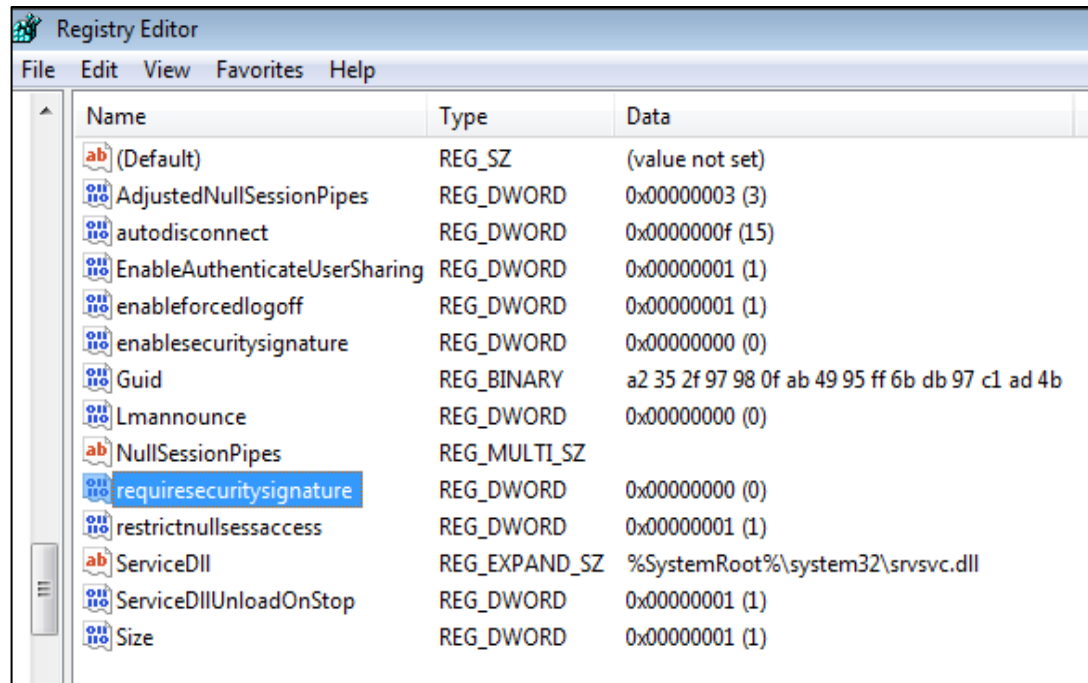 Registry Editor
File Edit View Favorites Help
Name Type Data
ab (Default) REG_SZ (value not set)
AdjustedNullSessionPipes REG_DWORD 0x00000003 (3)
autodisconnect REG_DWORD 0x0000000f (15)
EnableAuthenticateUserSharing REG_DWORD 0x00000001 (1)
enableforcedlogoff REG_DWORD 0x00000001 (1)
enablesecuritysignature REG_DWORD 0x00000000 (0)
Guid REG_BINARY a2 35 2f 97 98 0f ab 49 95 ff 6b db 97 c1 ad 4b
Lmannounce REG_DWORD 0x00000000 (0)
ab NullSessionPipes REG_MULTI_SZ
requiresecuritysignature REG_DWORD 0x00000000 (0)
restrictnullsessaccess REG_DWORD 0x00000001 (1)
ab ServiceDll REG_EXPAND_SZ %SystemRoot%\system32\srvsvc.dll
ServiceDllUnloadOnStop REG_DWORD 0x00000001 (1)
Size REG_DWORD 0x00000001 (1)